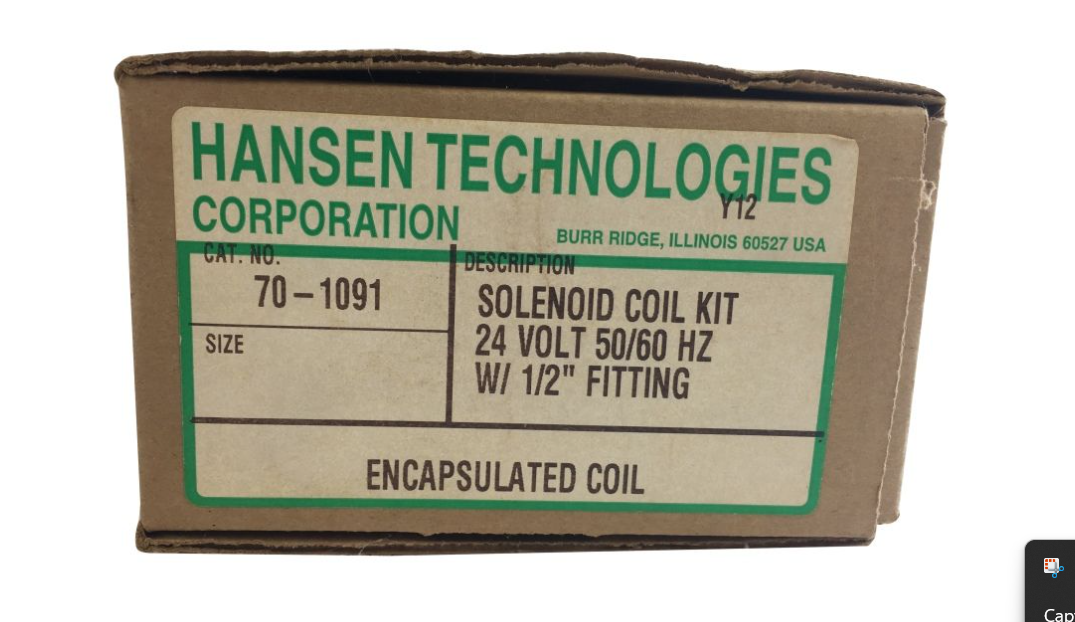 HANSEN TECHNOLOGIES
Y12
CORPORATION
BURR RIDGE, ILLINOIS 60527 USA
CAT. NO.
70-1091
SIZE
DESCRIPTION
SOLENOID COIL KIT
24 VOLT 50/60 HZ
W/ 1/2" FITTING
ENCAPSULATED COIL